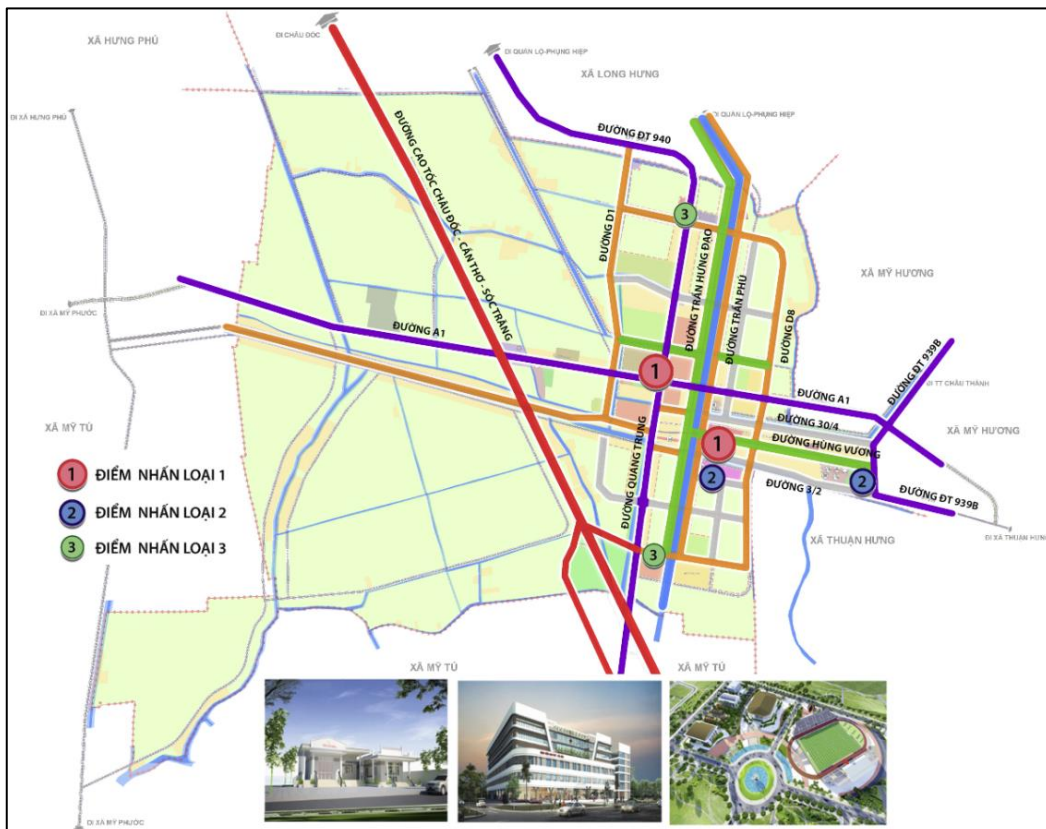 XÃ HƯNG PHÚ
ĐI CHÂU ĐỐC
ĐI QUẢN LỘ-PHỤNG HIỆP
XÃ LONG HƯNG
ĐI XÃ HƯNG PHÚ
ĐI QUẢN LỘ-PHỤNG HIỆP
ĐƯỜNG ĐT 940
ĐƯỜNG CAO TỐC CHÂU ĐỐC - CẦN THƠ - SÓC TRĂNG
3
ĐƯỜNG D1
ĐƯỜNG TRẦN HƯNG ĐẠO
ĐƯỜNG TRẦN PHÚ
XÃ MỸ HƯƠNG
ĐI XÃ MỸ PHƯỚC
ĐƯỜNG A1
ĐƯỜNG D8
ĐƯỜNG ĐT 939B
1
ĐI TT CHÂU THÀNH
ĐƯỜNG A1
XÃ MỸ TÚ
ĐƯỜNG 30/4
XÃ MỸ HƯƠNG
ĐƯỜNG QUANG TRUNG
1
ĐƯỜNG HÙNG VƯƠNG
1 ĐIỂM NHẤN LOẠI 1
2
2
ĐƯỜNG 3/2
ĐƯỜNG ĐT 939B
2 ĐIỂM NHẤN LOẠI 2
ĐI XÃ THUẬN HƯNG
XÃ THUẬN HƯNG
3 ĐIỂM NHẤN LOẠI 3
3
XÃ MỸ TÚ
XÃ MỸ TÚ
ĐI XÃ MỸ PHƯỚC